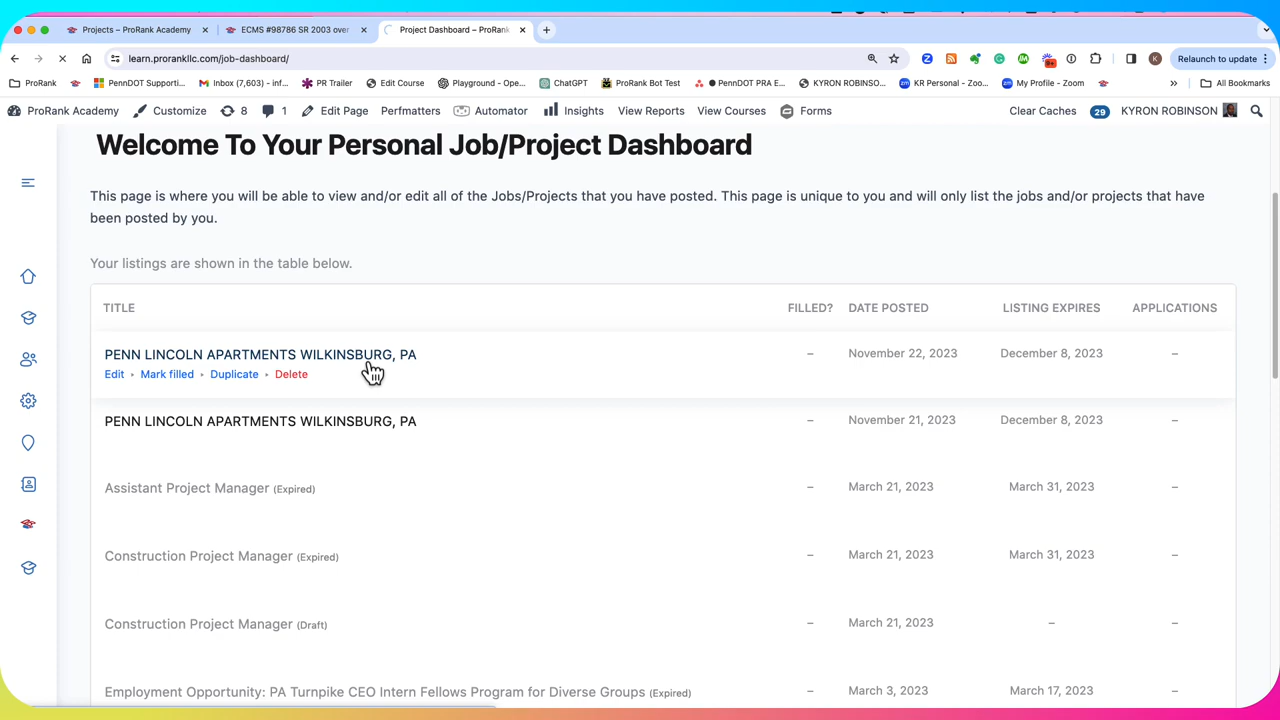 Projects – ProRank Academy
ECMS #98786 SR 2003 over
Project Dashboard – ProRank
learn.prorankllc.com/job-dashboard/
K
Relaunch to update
ProRank
PennDOT Supporti...
Inbox (7,603) - inf...
PR Trailer
Edit Course
Playground - Ope...
ChatGPT
ProRank Bot Test
PennDOT PRA E...
KYRON ROBINSO...
KR Personal - Zoo...
My Profile - Zoom
»
All Bookmarks
ProRank Academy
Customize
8
1
Edit Page
Perfmatters
Automator
Insights
View Reports
View Courses
Forms
Clear Caches
29
KYRON ROBINSON
Welcome To Your Personal Job/Project Dashboard
This page is where you will be able to view and/or edit all of the Jobs/Projects that you have posted. This page is unique to you and will only list the jobs and/or projects that have
been posted by you.
Your listings are shown in the table below.
TITLE FILLED? DATE POSTED LISTING EXPIRES APPLICATIONS
PENN LINCOLN APARTMENTS WILKINSBURG, PA – November 22, 2023 December 8, 2023 –
Edit • Mark filled • Duplicate • Delete
PENN LINCOLN APARTMENTS WILKINSBURG, PA – November 21, 2023 December 8, 2023 –
Assistant Project Manager (Expired) – March 21, 2023 March 31, 2023 –
Construction Project Manager (Expired) – March 21, 2023 March 31, 2023 –
Construction Project Manager (Draft) – March 21, 2023 – –
Employment Opportunity: PA Turnpike CEO Intern Fellows Program for Diverse Groups (Expired) – March 3, 2023 March 17, 2023 –